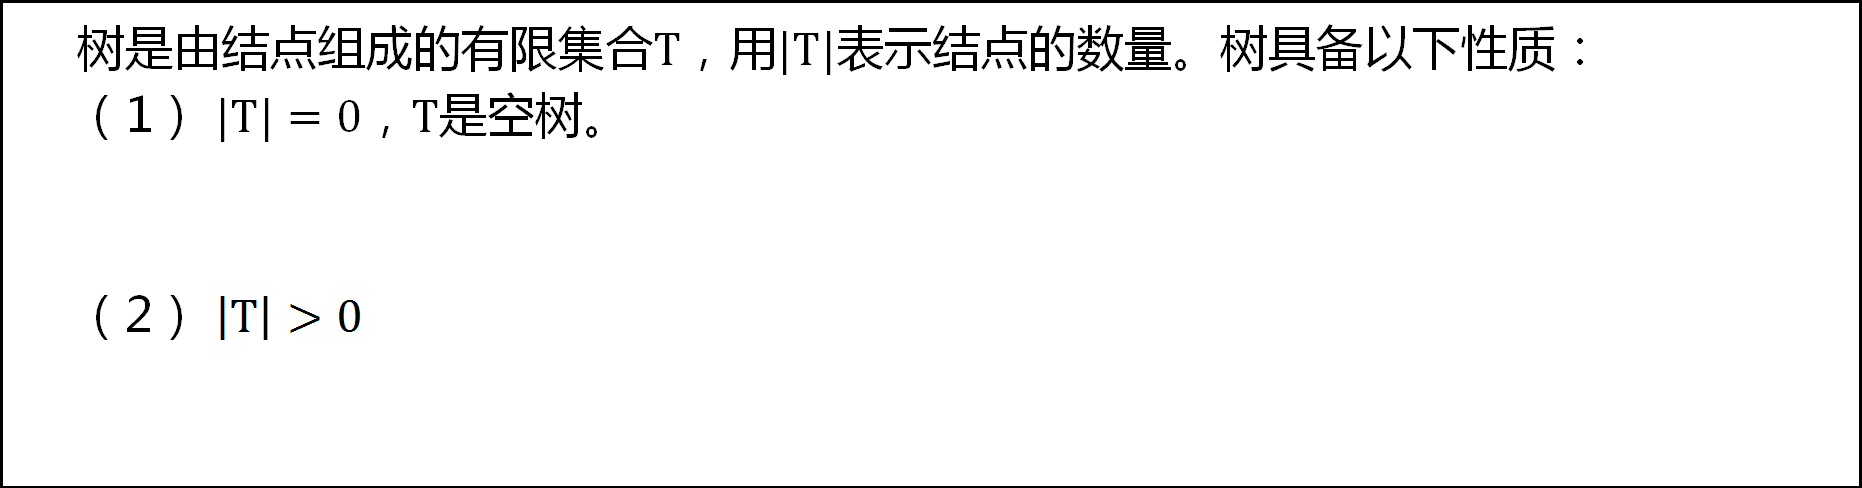 树是由结点组成的有限集合T，用|T|表示结点的数量。树具备以下性质：
（1）|T| = 0，T是空树。
（2）|T| > 0